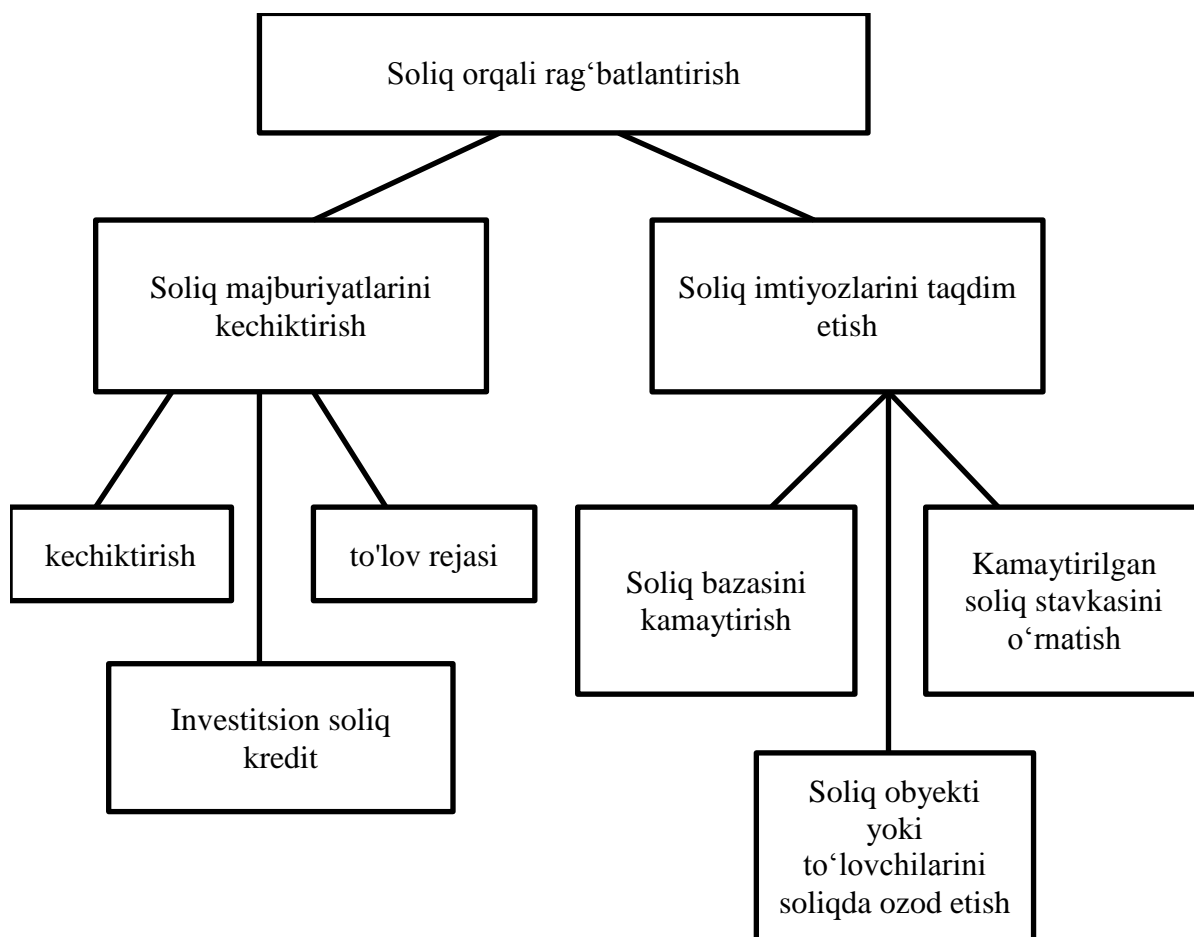 Soliq orqali rag‘batlantirish
Soliq majburiyatlarini
kechiktirish
Soliq imtiyozlarini taqdim
etish
kechiktirish
to'lov rejasi
Investitsion soliq
kredit
Soliq bazasini
kamaytirish
Kamaytirilgan
soliq stavkasini
o‘rnatish
Soliq obyekti
yoki
to‘lovchilarini
soliqda ozod etish